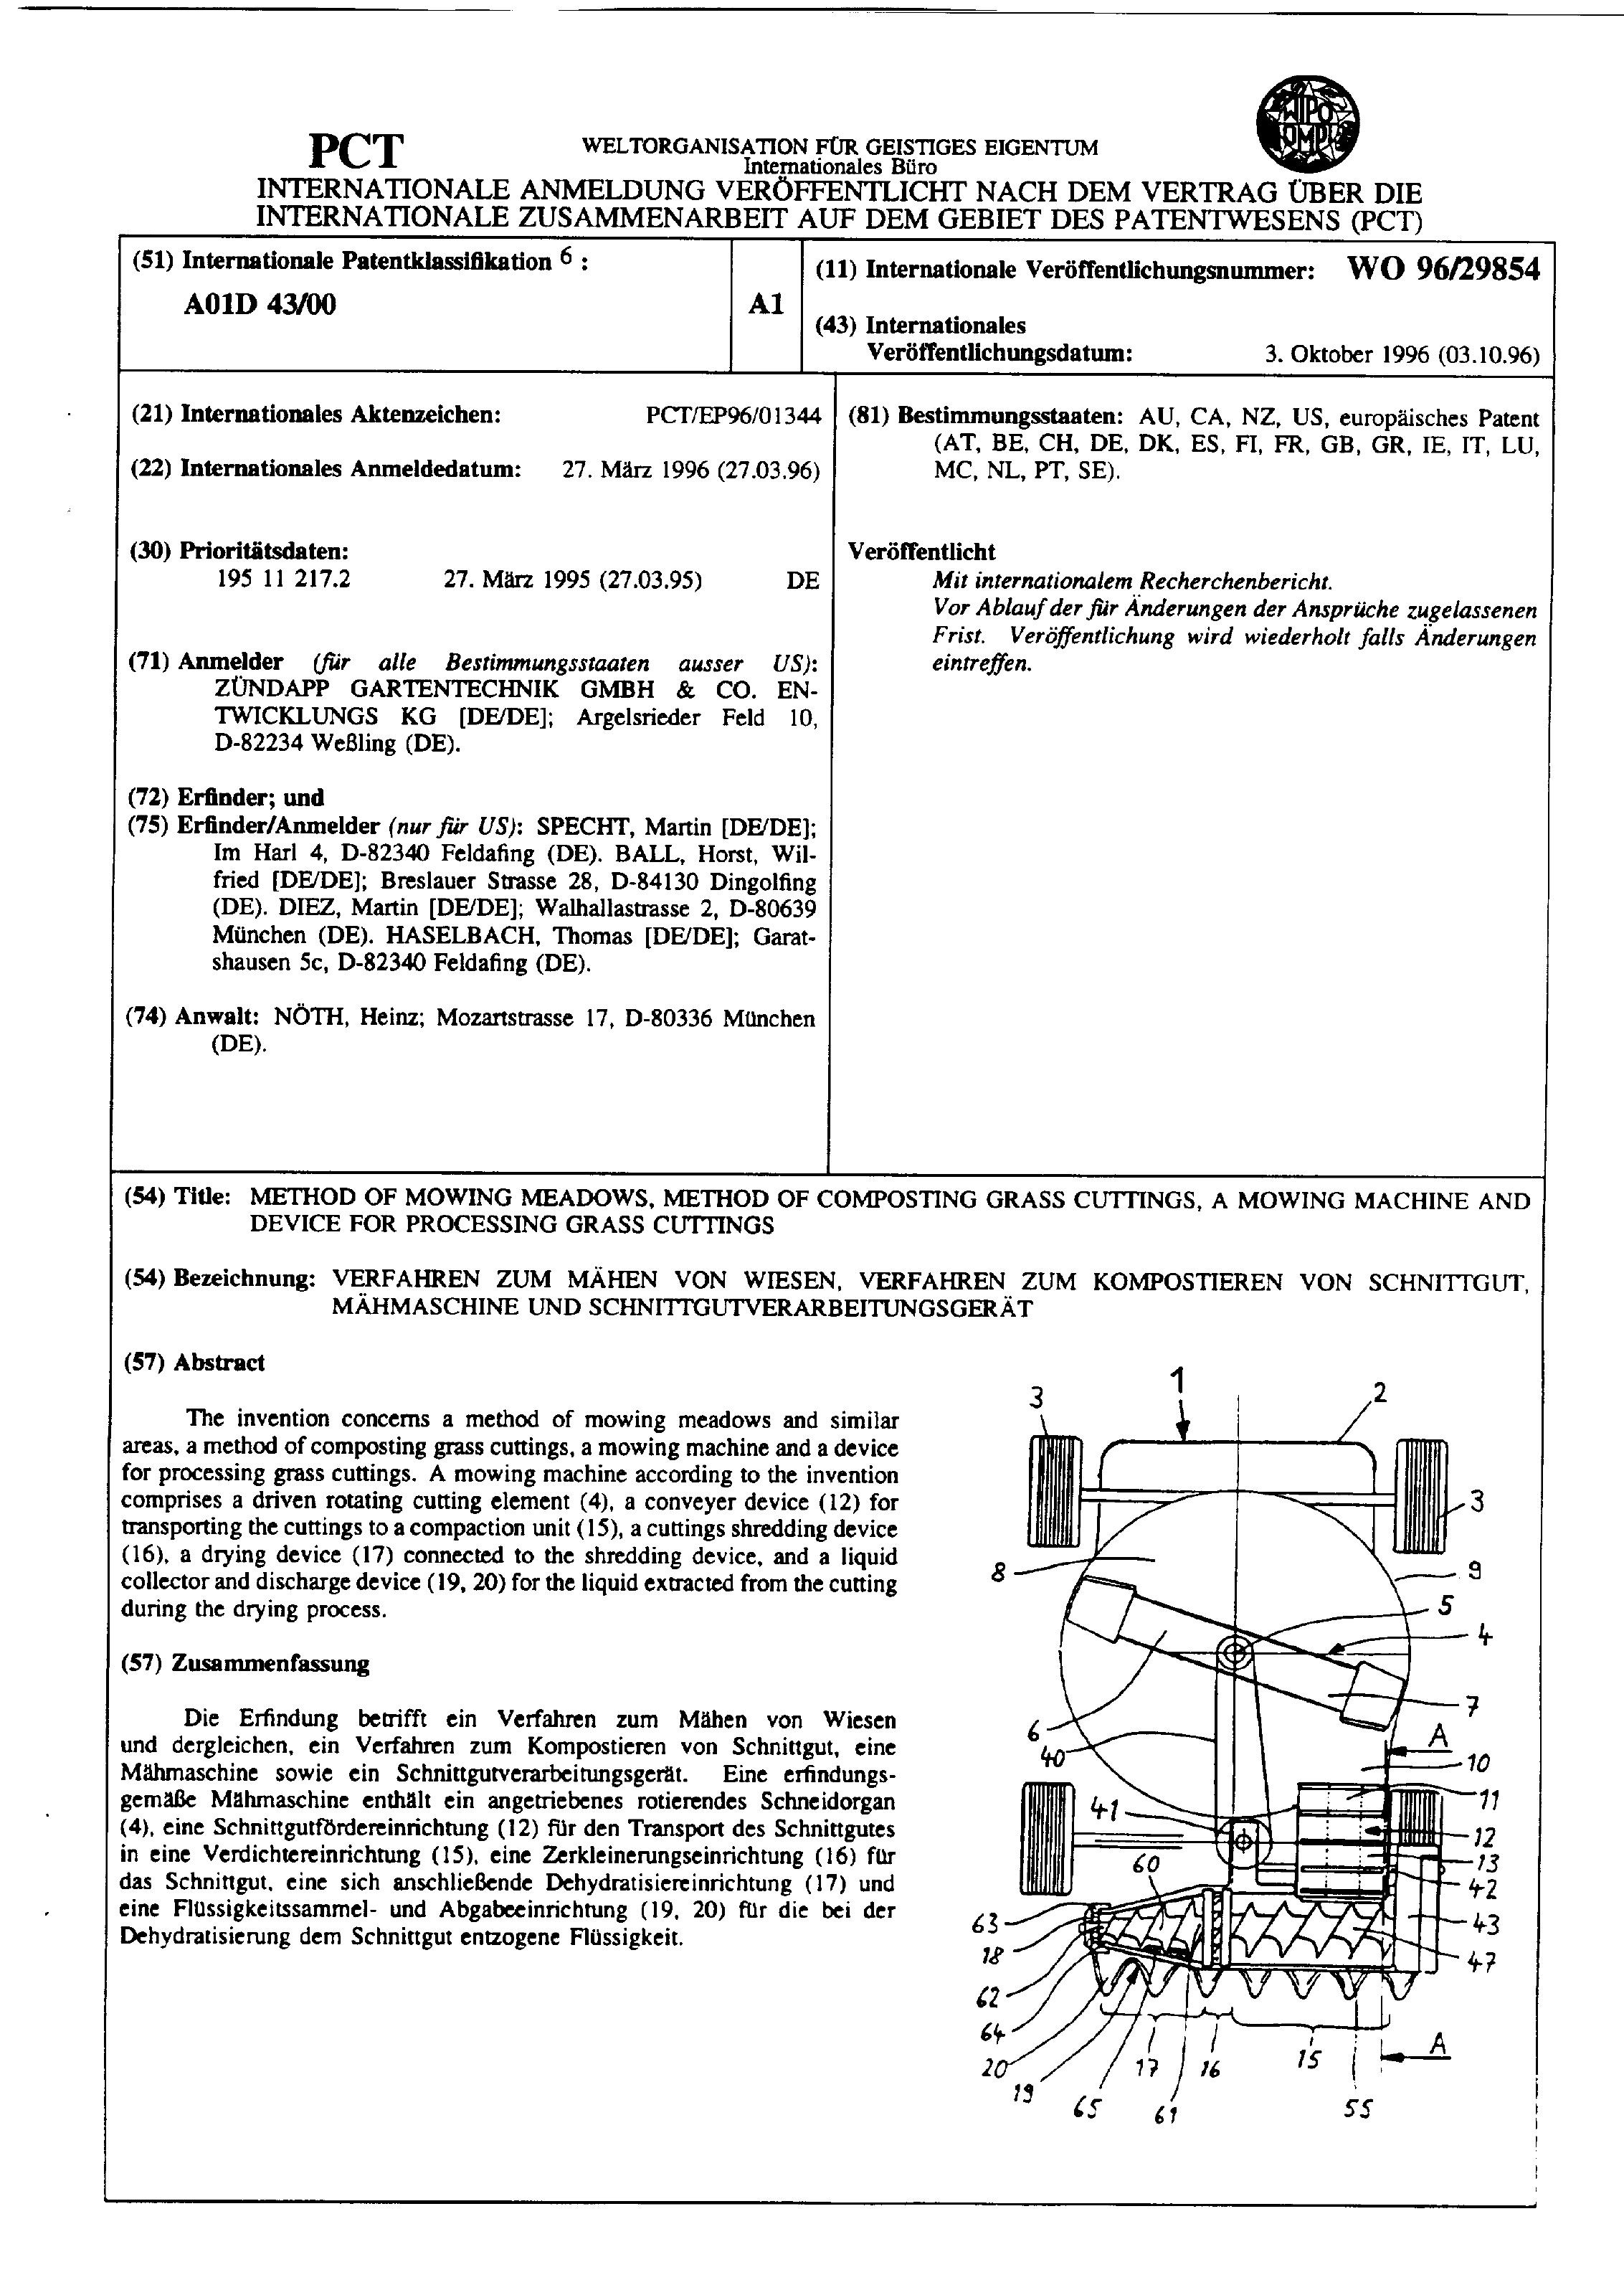 WIPO
OMPI
PCT
WELTORGANISATION FÜR GEISTIGES EIGENTUM
Internationales Büro
INTERNATIONALE ANMELDUNG VERÖFFENTLICHT NACH DEM VERTRAG ÜBER DIE
INTERNATIONALE ZUSAMMENARBEIT AUF DEM GEBIET DES PATENTWESENS (PCT)
(51) Internationale Patentklassifikation 6 :
A01D 43/00
A1
(11) Internationale Veröffentlichungsnummer: WO 96/29854
(43) Internationales
Veröffentlichungsdatum: 3. Oktober 1996 (03.10.96)
(21) Internationales Aktenzeichen: PCT/EP96/01344
(22) Internationales Anmeldedatum: 27. März 1996 (27.03.96)
(30) Prioritätsdaten:
195 11 217.2 27. März 1995 (27.03.95) DE
(71) Anmelder (für alle Bestimmungsstaaten ausser US):
ZÜNDAPP GARTENTECHNIK GMBH & CO. EN-
TWICKLUNGS KG [DE/DE]; Argelsrieder Feld 10,
D-82234 Weßling (DE).
(72) Erfinder; und
(75) Erfinder/Anmelder (nur für US): SPECHT, Martin [DE/DE];
Im Harl 4, D-82340 Feldafing (DE). BALL, Horst, Wil-
fried [DE/DE]; Breslauer Strasse 28, D-84130 Dingolfing
(DE). DIEZ, Martin [DE/DE]; Walhallastrasse 2, D-80639
München (DE). HASELBACH, Thomas [DE/DE]; Garat-
shausen 5c, D-82340 Feldafing (DE).
(74) Anwalt: NÖTH, Heinz; Mozartstrasse 17, D-80336 München
(DE).
(81) Bestimmungsstaaten: AU, CA, NZ, US, europäisches Patent
(AT, BE, CH, DE, DK, ES, FI, FR, GB, GR, IE, IT, LU,
MC, NL, PT, SE).
Veröffentlicht
Mit internationalem Recherchenbericht.
Vor Ablauf der für Änderungen der Ansprüche zugelassenen
Frist. Veröffentlichung wird wiederholt falls Änderungen
eintreffen.
(54) Title: METHOD OF MOWING MEADOWS, METHOD OF COMPOSTING GRASS CUTTINGS, A MOWING MACHINE AND
DEVICE FOR PROCESSING GRASS CUTTINGS
(54) Bezeichnung: VERFAHREN ZUM MÄHEN VON WIESEN, VERFAHREN ZUM KOMPOSTIEREN VON SCHNITTGUT,
MÄHMASCHINE UND SCHNITTGUTVERARBEITUNGSGERÄT
(57) Abstract
The invention concerns a method of mowing meadows and similar
areas, a method of composting grass cuttings, a mowing machine and a device
for processing grass cuttings. A mowing machine according to the invention
comprises a driven rotating cutting element (4), a conveyer device (12) for
transporting the cuttings to a compaction unit (15), a cuttings shredding device
(16), a drying device (17) connected to the shredding device, and a liquid
collector and discharge device (19, 20) for the liquid extracted from the cutting
during the drying process.
(57) Zusammenfassung
Die Erfindung betrifft ein Verfahren zum Mähen von Wiesen
und dergleichen, ein Verfahren zum Kompostieren von Schnittgut, eine
Mähmaschine sowie ein Schnittgutverarbeitungsgerät. Eine erfindungs-
gemäße Mähmaschine enthält ein angetriebenes rotierendes Schneidorgan
(4), eine Schnittgutfördereinrichtung (12) für den Transport des Schnittgutes
in eine Verdichtereinrichtung (15), eine Zerkleinerungseinrichtung (16) für
das Schnittgut, eine sich anschließende Dehydratisiereinrichtung (17) und
eine Flüssigkeitssammel- und Abgabeeinrichtung (19, 20) für die bei der
Dehydratisierung dem Schnittgut entzogene Flüssigkeit.
3
1
2
3
8
9
5
4
7
6
40
A
10
41
11
12
60
13
42
63
43
18
47
62
64
20
19
65
17
61
16
15
55
A